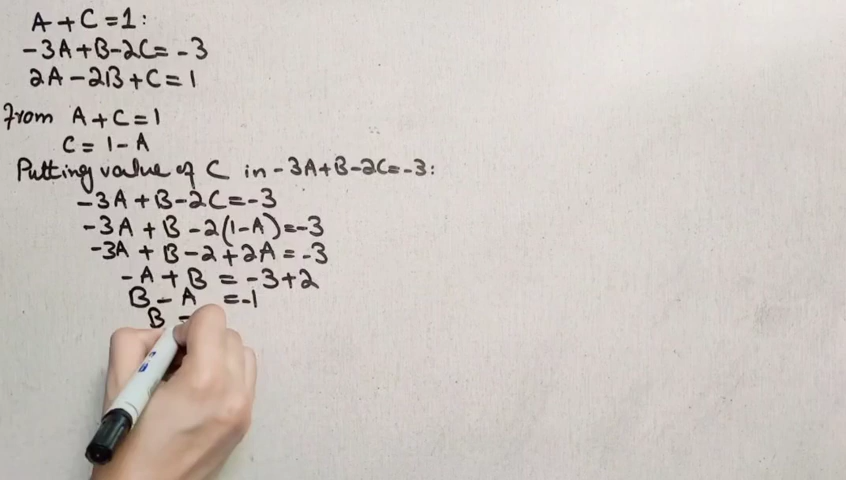 A + C = 1:
-3A+B-2C= -3
2A-2B+C=1
From A+C=1
C= 1-A
Putting value of C in -3A+B-2C=-3:
-3A+B-2C=-3
-3A+B-2(1-A)=-3
-3A+B-2+2A=-3
-A+B = -3+2
B-A =-1
B =